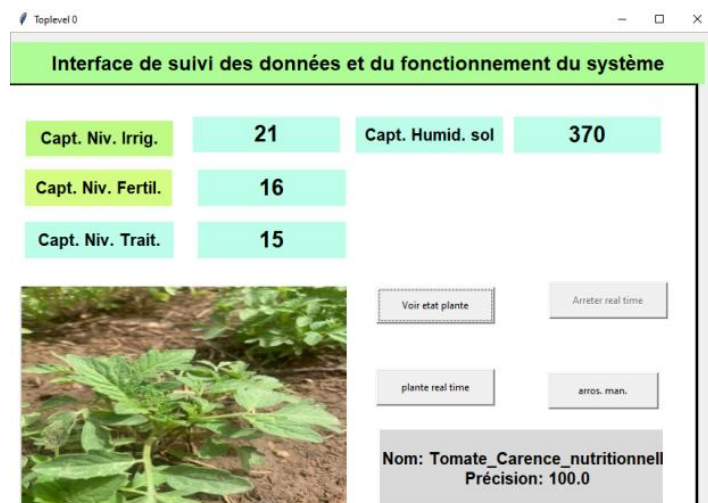 Toplevel 0
Interface de suivi des données et du fonctionnement du système
Capt. Niv. Irrig. 21 Capt. Humid. sol 370
Capt. Niv. Fertil. 16
Capt. Niv. Trait. 15
Voir etat plante Arreter real time
plante real time arros. man.
Nom: Tomate_Carence_nutritionnell
Précision: 100.0